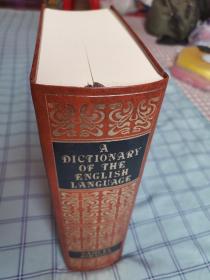 A
DICTIONARY
OF THE
ENGLISH
LANGUAGE